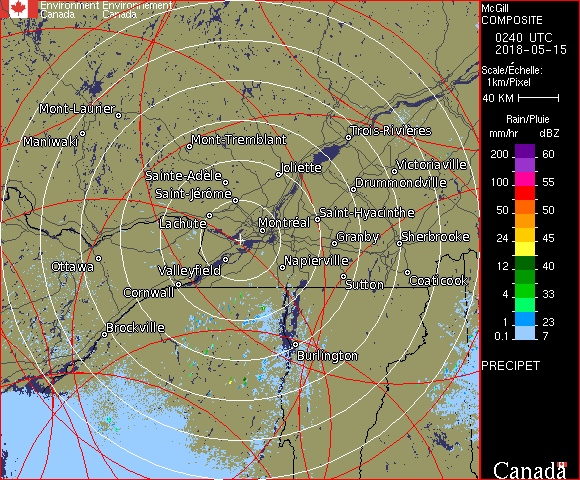 Environment Environnement
Canada Canada
McGill
COMPOSITE
0240 UTC
2018-05-15
Scale/Échelle:
1km/Pixel
40 KM
Rain/Pluie
mm/hr dBZ
200 60
100 55
50 50
24 45
12 40
4 33
1 23
0.1 7
PRECIPET
Canada
Mont-Laurier
Maniwaki
Mont-Tremblant
Trois-Rivières
Sainte-Adèle
Joliette
Victoriaville
Saint-Jérôme
Drummondville
Lachute
Montréal
Saint-Hyacinthe
Granby
Sherbrooke
Ottawa
Valleyfield
Napierville
Cornwall
Sutton
Coaticook
Brockville
Burlington